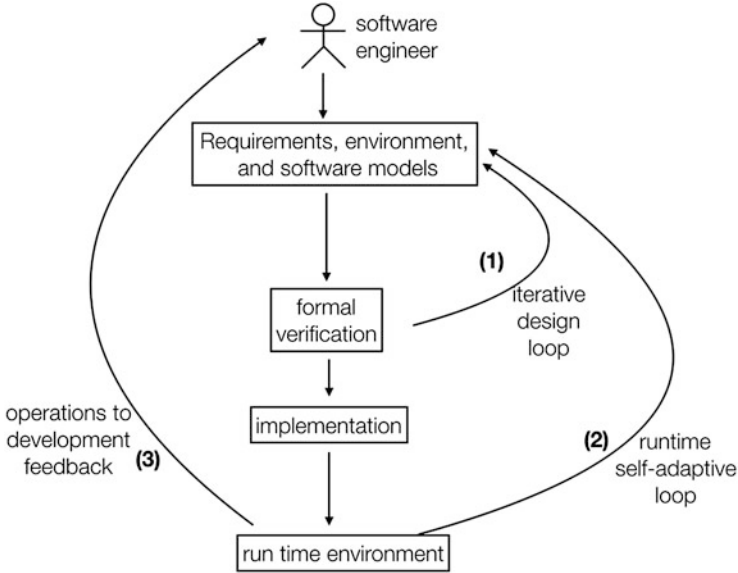 software
engineer
Requirements, environment,
and software models
(1)
iterative
design
loop
formal
verification
implementation
operations to
development
feedback
(3)
(2)
runtime
self-adaptive
loop
run time environment